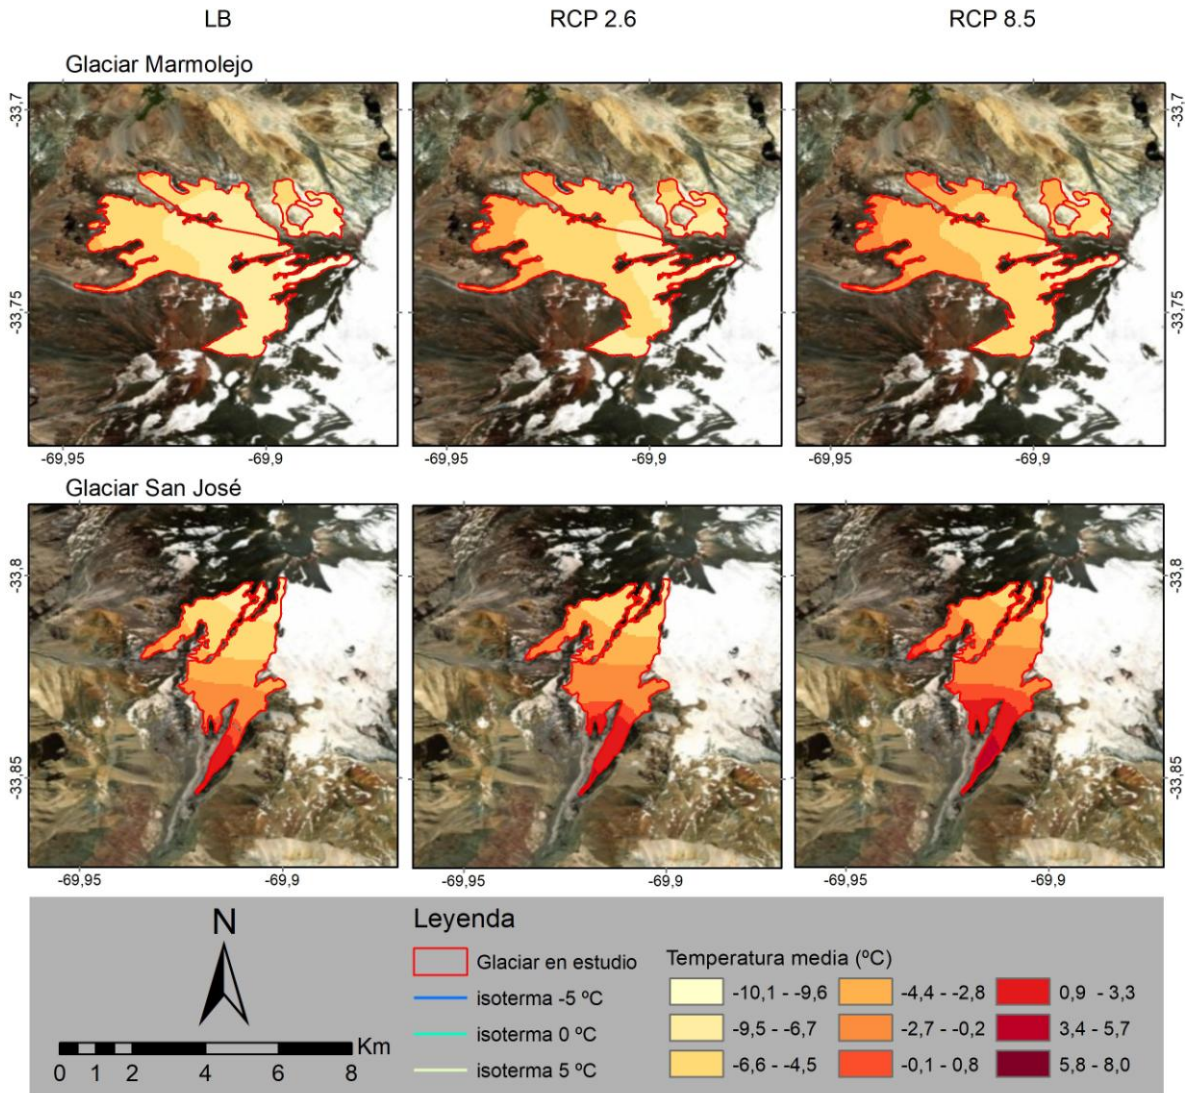 LB RCP 2.6 RCP 8.5
Glaciar Marmolejo
-33,7 -33,7
-33,75 -33,75
-69,95 -69,9 -69,95 -69,9 -69,95 -69,9
Glaciar San José
-33,8 -33,8
-33,85 -33,85
-69,95 -69,9 -69,95 -69,9 -69,95 -69,9
N
Km
0 1 2 4 6 8
Leyenda
Glaciar en estudio
isoterma -5 ºC
isoterma 0 ºC
isoterma 5 ºC
Temperatura media (ºC)
-10,1 - -9,6
-9,5 - -6,7
-6,6 - -4,5
-4,4 - -2,8
-2,7 - -0,2
-0,1 - 0,8
0,9 - 3,3
3,4 - 5,7
5,8 - 8,0